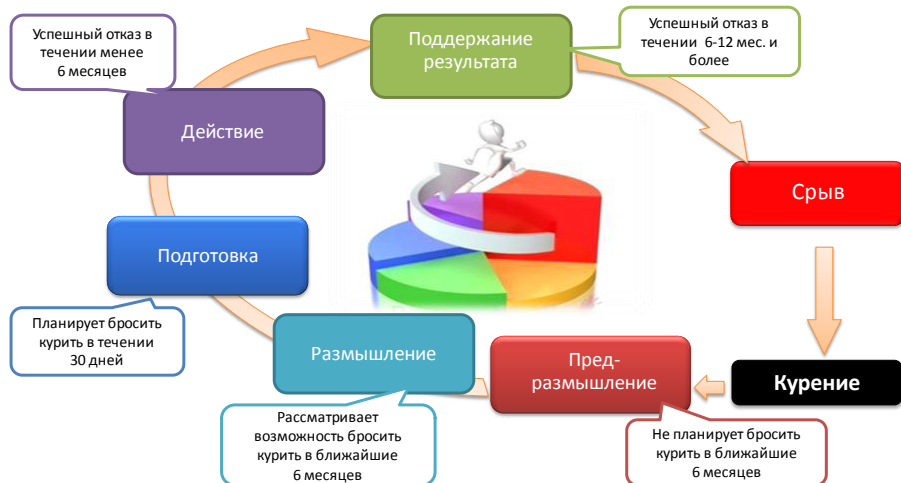 Успешный отказ в
течении менее
6 месяцев
Поддержание
результата
Успешный отказ в
течении  6-12 мес. и
более
Действие
Срыв
Подготовка
Планирует бросить
курить в течении
30 дней
Размышление
Пред-
размышление
Курение
Рассматривает
возможность бросить
курить в ближайшие
6 месяцев
Не планирует бросить
курить в ближайшие
6 месяцев